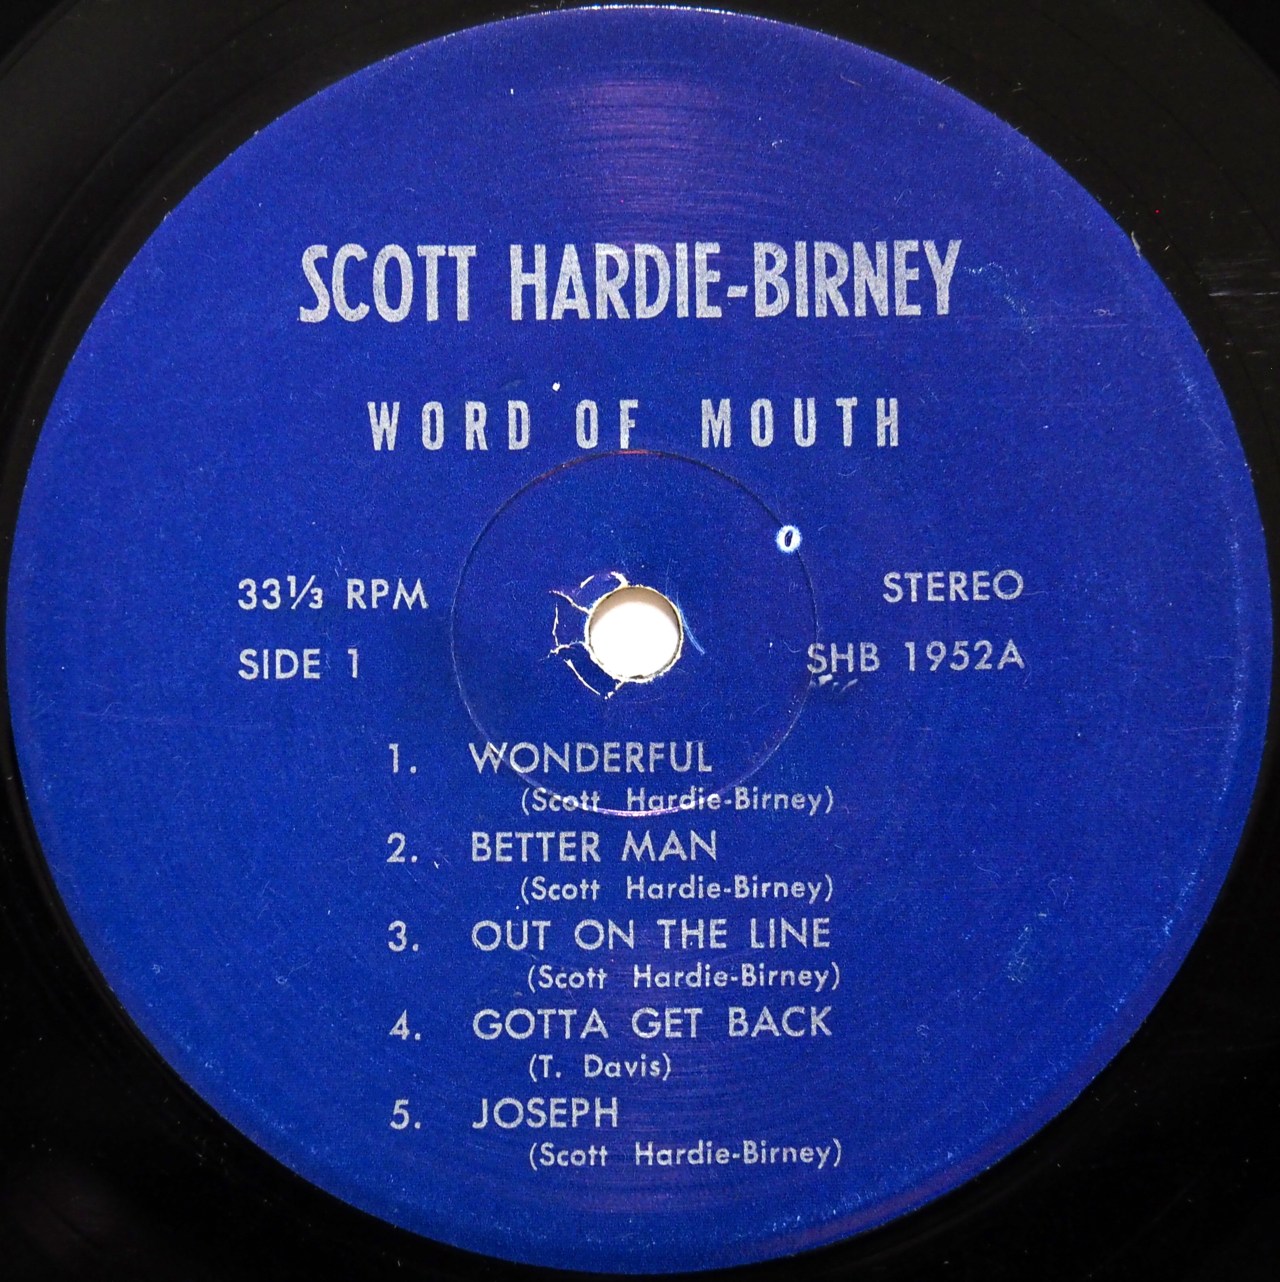 SCOTT HARDIE-BIRNEY
WORD OF MOUTH
33⅓ RPM
STEREO
SIDE 1
SHB 1952A
1. WONDERFUL
(Scott Hardie-Birney)
2. BETTER MAN
(Scott Hardie-Birney)
3. OUT ON THE LINE
(Scott Hardie-Birney)
4. GOTTA GET BACK
(T. Davis)
5. JOSEPH
(Scott Hardie-Birney)